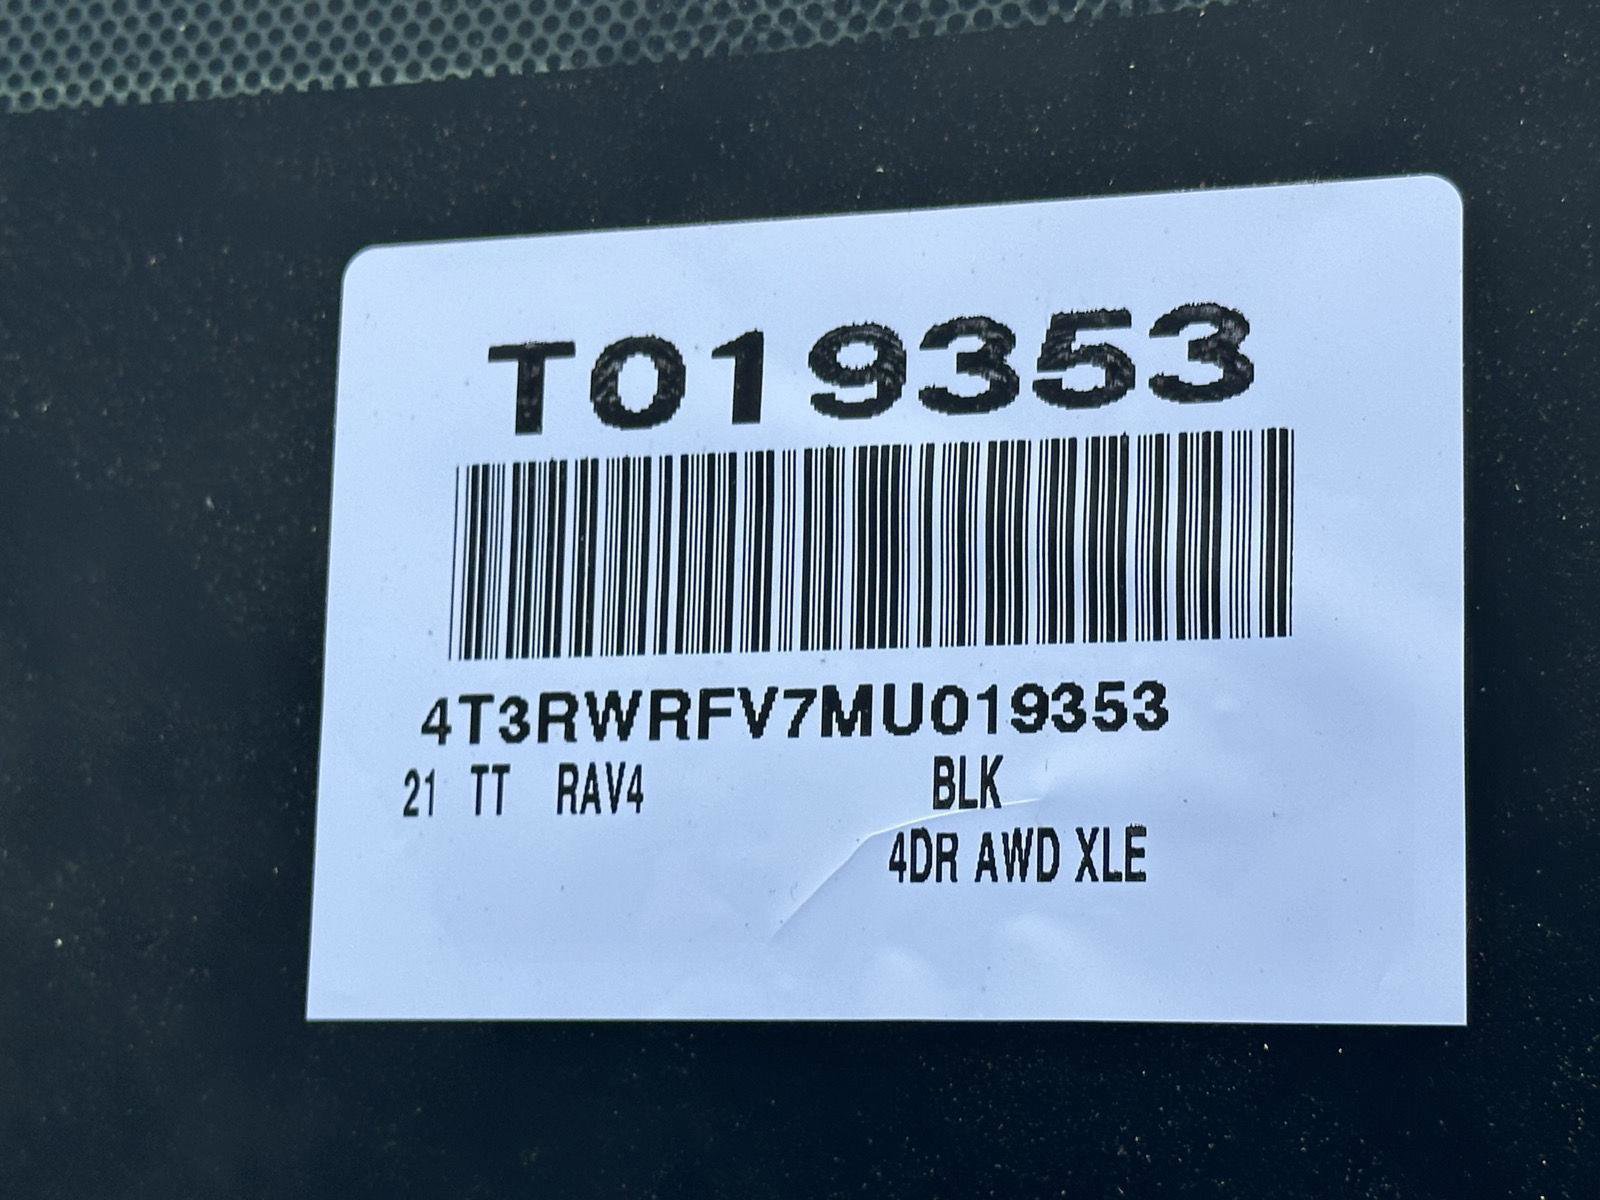 T019353
4T3RWRFV7MU019353
21 TT RAV4 BLK
4DR AWD XLE